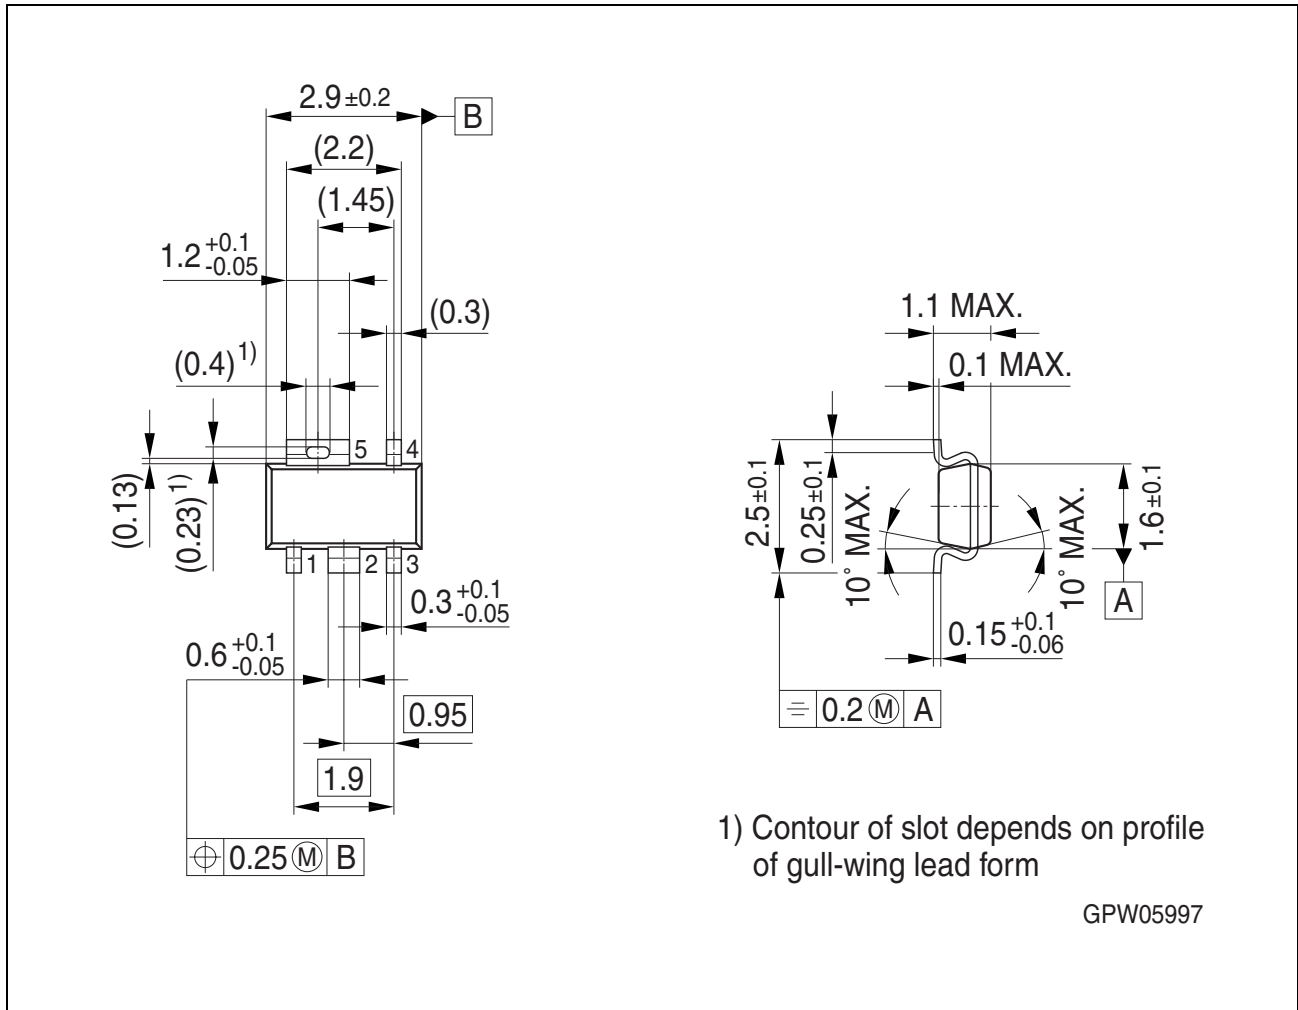 2.9±0.2
B
(2.2)
(1.45)
1.2 +0.1 -0.05
(0.3)
(0.4) 1)
5
4
(0.13)
(0.23) 1)
1
2
3
0.3 +0.1 -0.05
0.6 +0.1 -0.05
0.95
1.9
⌖ 0.25 Ⓜ B
1.1 MAX.
0.1 MAX.
2.5±0.1
0.25±0.1
10° MAX.
10° MAX.
1.6±0.1
A
0.15 +0.1 -0.06
⌯ 0.2 Ⓜ A
1) Contour of slot depends on profile
of gull-wing lead form
GPW05997